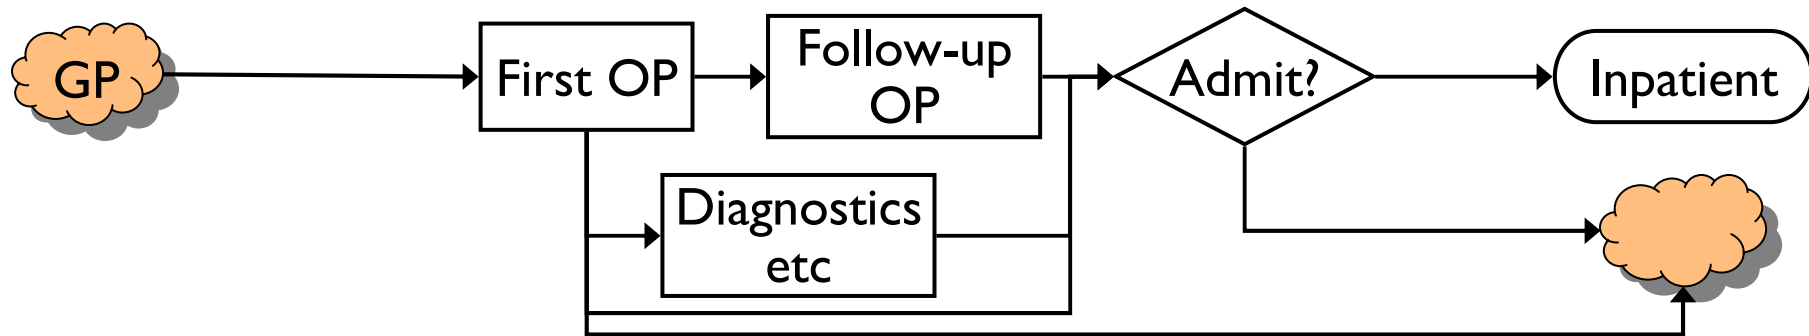 GP
First OP
Follow-up
OP
Admit?
Inpatient
Diagnostics
etc